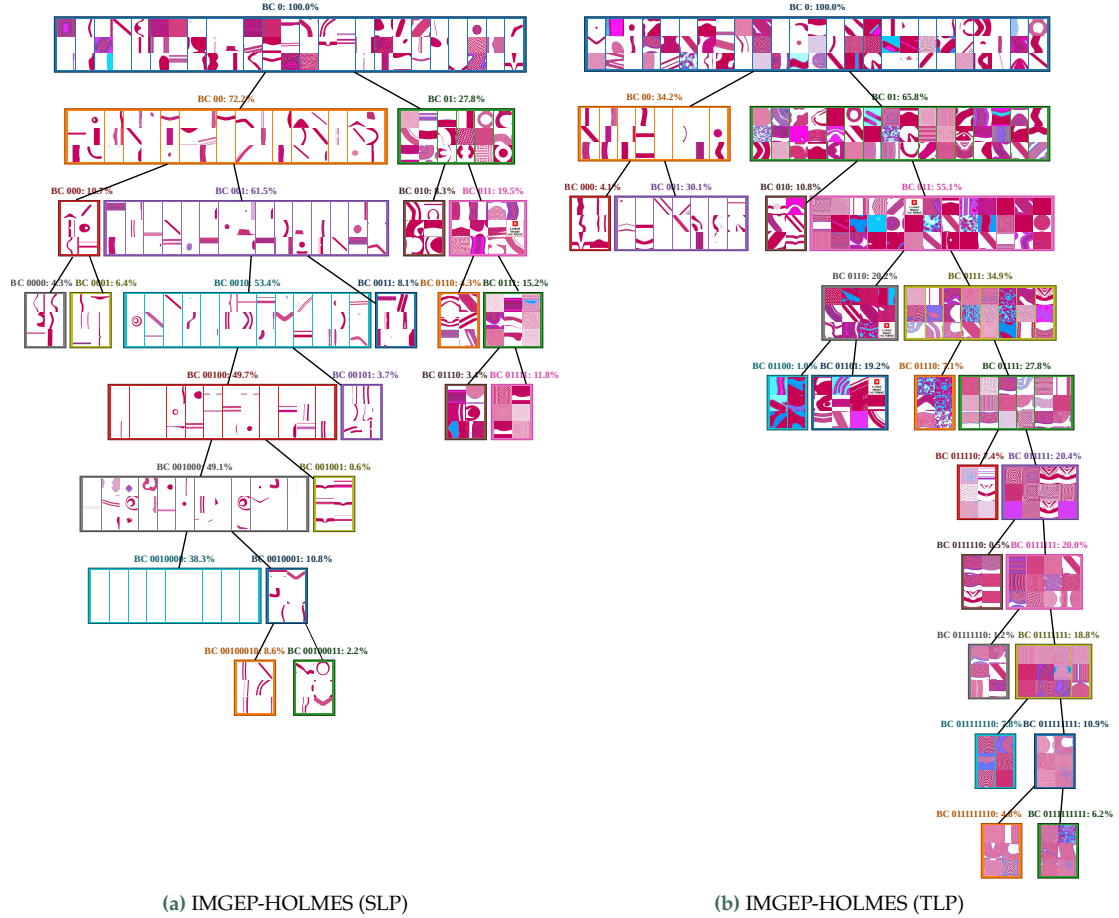 BC 0: 100.0%
BC 00: 72.2%
BC 01: 27.8%
BC 000: 10.7%
BC 001: 61.5%
BC 010: 8.3%
BC 011: 19.5%
BC 0000: 4.3%
BC 0001: 6.4%
BC 0010: 53.4%
BC 0011: 8.1%
BC 0110: 4.3%
BC 0111: 15.2%
BC 00100: 49.7%
BC 00101: 3.7%
BC 01110: 3.4%
BC 01111: 11.8%
BC 001000: 49.1%
BC 001001: 0.6%
BC 0010000: 38.3%
BC 0010001: 10.8%
BC 00100010: 8.6%
BC 00100011: 2.2%
(a) IMGEP-HOLMES (SLP)
BC 0: 100.0%
BC 00: 34.2%
BC 01: 65.8%
BC 000: 4.1%
BC 001: 30.1%
BC 010: 10.8%
BC 011: 55.1%
BC 0110: 20.2%
BC 0111: 34.9%
BC 01100: 1.0%
BC 01101: 19.2%
BC 01110: 7.1%
BC 01111: 27.8%
BC 011110: 7.4%
BC 011111: 20.4%
BC 0111110: 0.5%
BC 0111111: 20.0%
BC 01111110: 1.2%
BC 01111111: 18.8%
BC 011111110: 7.8%
BC 011111111: 10.9%
BC 0111111110: 4.8%
BC 0111111111: 6.2%
(b) IMGEP-HOLMES (TLP)